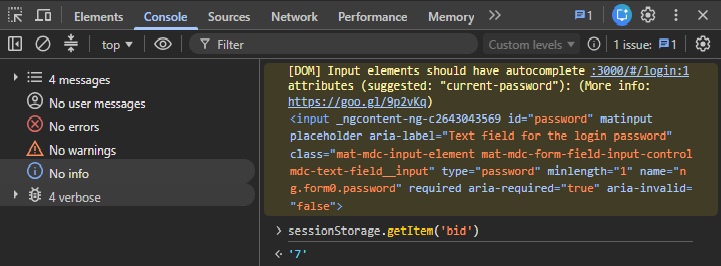 Elements Console Sources Network Performance Memory 1
top Filter Custom levels 1 Issue: 1
4 messages
No user messages
No errors
No warnings
No info
4 verbose
[DOM] Input elements should have autocomplete :3000/#/login:1
attributes (suggested: "current-password"): (More info:
https://goo.gl/9p2vKq)
<input _ngcontent-ng-c2643043569 id="password" matinput
placeholder aria-label="Text field for the login password"
class="mat-mdc-input-element mat-mdc-form-field-input-control
mdc-text-field__input" type="password" minlength="1" name="n
g.form0.password" required aria-required="true" aria-invalid=
"false">
> sessionStorage.getItem('bid')
'7'